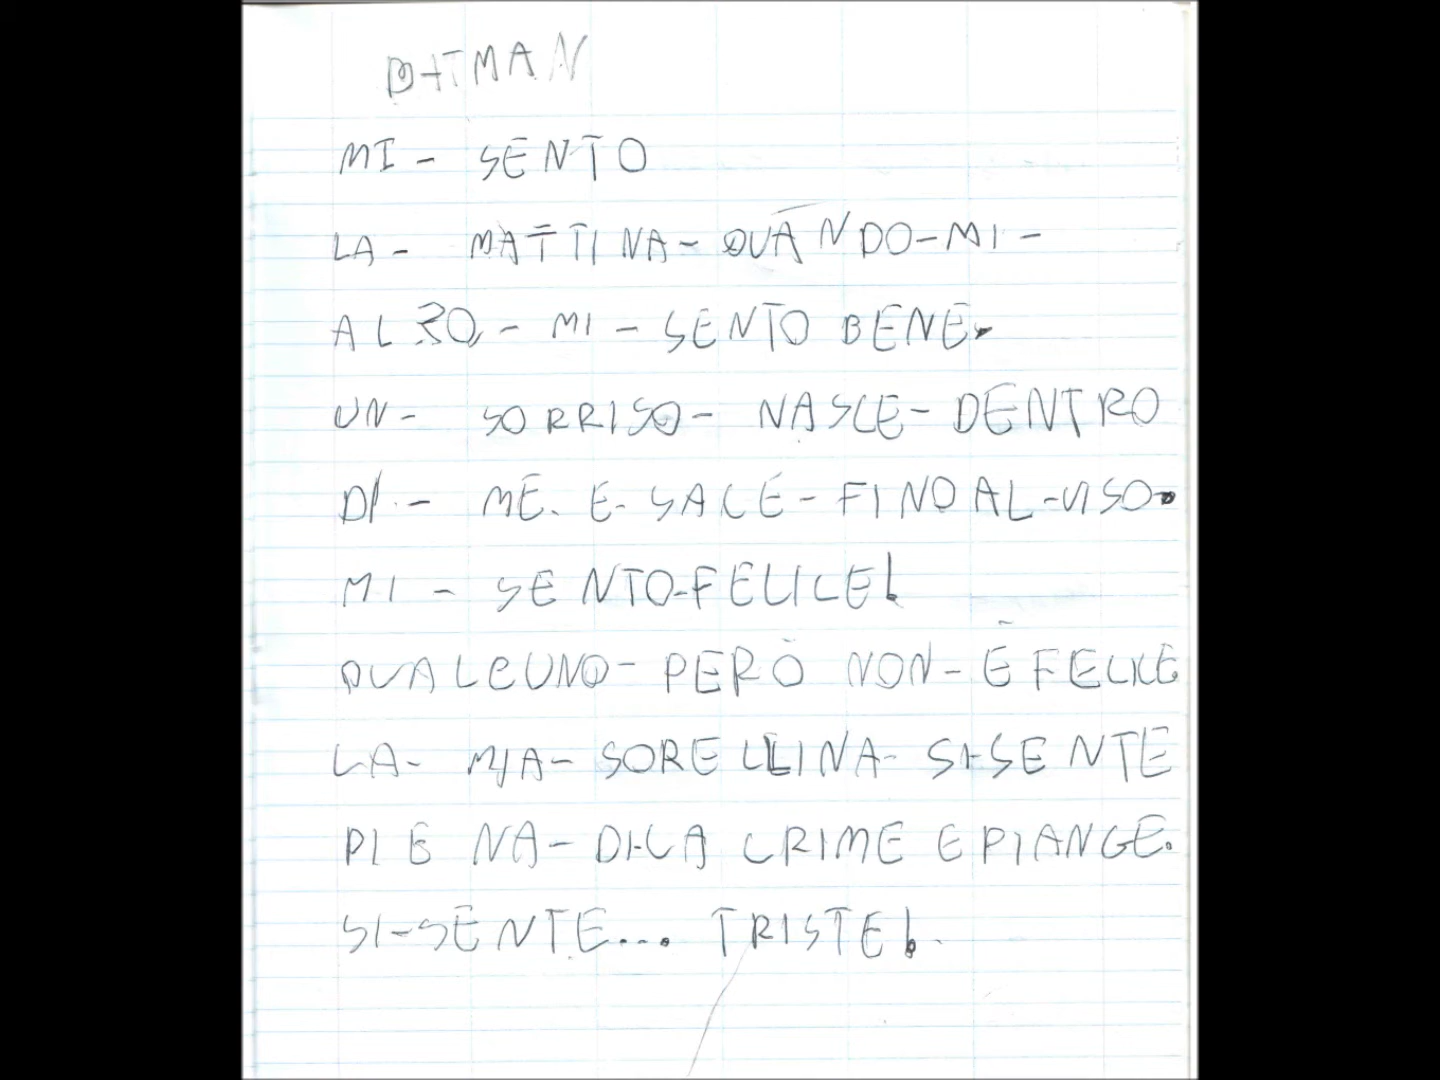 BATMAN
MI - SENTO
LA - MATTINA - QUANDO - MI -
ALZO - MI - SENTO BENE.
UN - SORRISO - NASCE - DENTRO
DI - ME. E - SALE - FINO AL - VISO.
MI - SENTO - FELICE!
QUALCUNO - PERÒ NON - È FELICE.
LA - MIA - SORELLINA - SI - SENTE
PIENA - DI - LACRIME E PIANGE.
SI - SENTE... TRISTE!